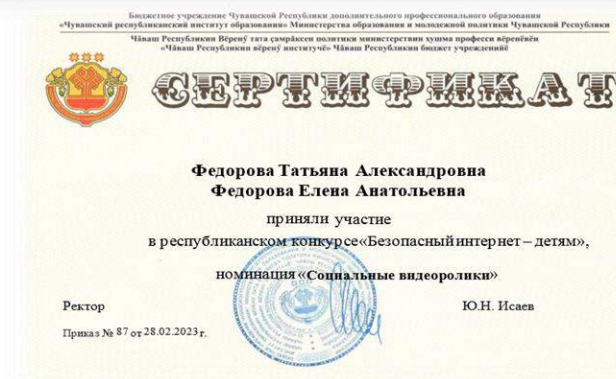 Бюджетное учреждение Чувашской Республики дополнительного профессионального образования
«Чувашский республиканский институт образования» Министерства образования и молодежной политики Чувашской Республики
Чăваш Республикин Вĕренÿ тата çамрăксен политики министерствин хушма професси вĕренĕвĕн
«Чăваш Республикин вĕренÿ институчĕ» Чăваш Республикин бюджет учрежденийĕ
СЕРТИФИКАТ
Федорова Татьяна Александровна
Федорова Елена Анатольевна
приняли участие
в республиканском конкурсе«Безопасный интернет – детям»,
номинация «Социальные видеоролики»
Ректор Ю.Н. Исаев
Приказ № 87 от 28.02.2023 г.